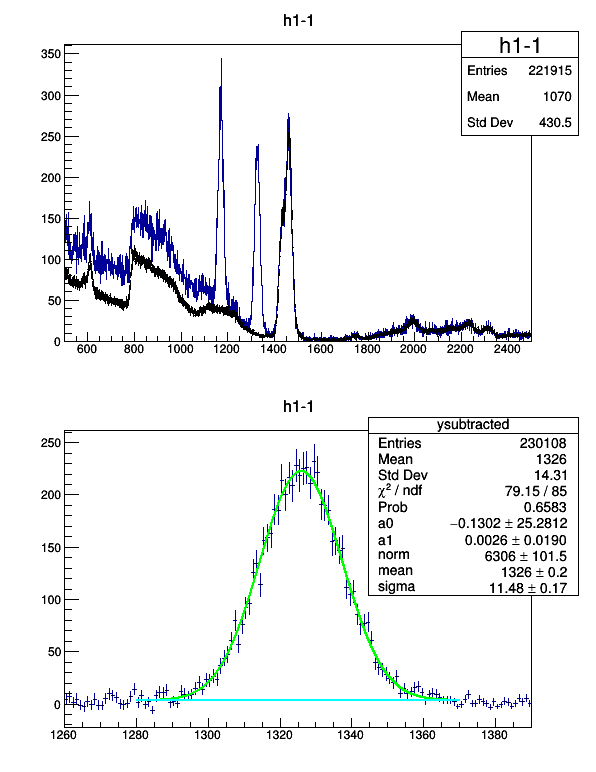 h1-1
h1-1
Entries 221915
Mean 1070
Std Dev 430.5
350
300
250
200
150
100
50
0
600 800 1000 1200 1400 1600 1800 2000 2200 2400
h1-1
ysubtracted
Entries 230108
Mean 1326
Std Dev 14.31
χ² / ndf 79.15 / 85
Prob 0.6583
a0 −0.1302 ± 25.2812
a1 0.0026 ± 0.0190
norm 6306 ± 101.5
mean 1326 ± 0.2
sigma 11.48 ± 0.17
250
200
150
100
50
0
1260 1280 1300 1320 1340 1360 1380